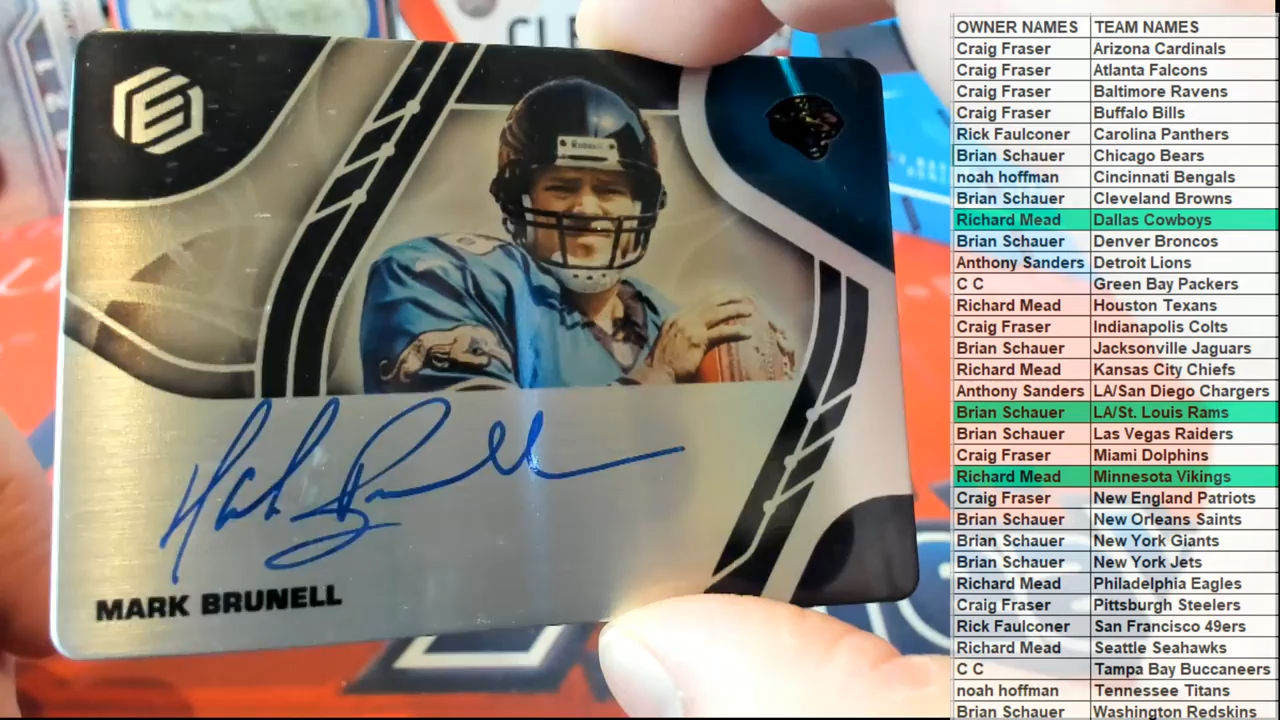 CLE
E
Riddell
Mark Brunell
MARK BRUNELL
OWNER NAMES TEAM NAMES
Craig Fraser Arizona Cardinals
Craig Fraser Atlanta Falcons
Craig Fraser Baltimore Ravens
Craig Fraser Buffalo Bills
Rick Faulconer Carolina Panthers
Brian Schauer Chicago Bears
noah hoffman Cincinnati Bengals
Brian Schauer Cleveland Browns
Richard Mead Dallas Cowboys
Brian Schauer Denver Broncos
Anthony Sanders Detroit Lions
C C Green Bay Packers
Richard Mead Houston Texans
Craig Fraser Indianapolis Colts
Brian Schauer Jacksonville Jaguars
Richard Mead Kansas City Chiefs
Anthony Sanders LA/San Diego Chargers
Brian Schauer LA/St. Louis Rams
Brian Schauer Las Vegas Raiders
Craig Fraser Miami Dolphins
Richard Mead Minnesota Vikings
Craig Fraser New England Patriots
Brian Schauer New Orleans Saints
Brian Schauer New York Giants
Brian Schauer New York Jets
Richard Mead Philadelphia Eagles
Craig Fraser Pittsburgh Steelers
Rick Faulconer San Francisco 49ers
Richard Mead Seattle Seahawks
C C Tampa Bay Buccaneers
noah hoffman Tennessee Titans
Brian Schauer Washington Redskins